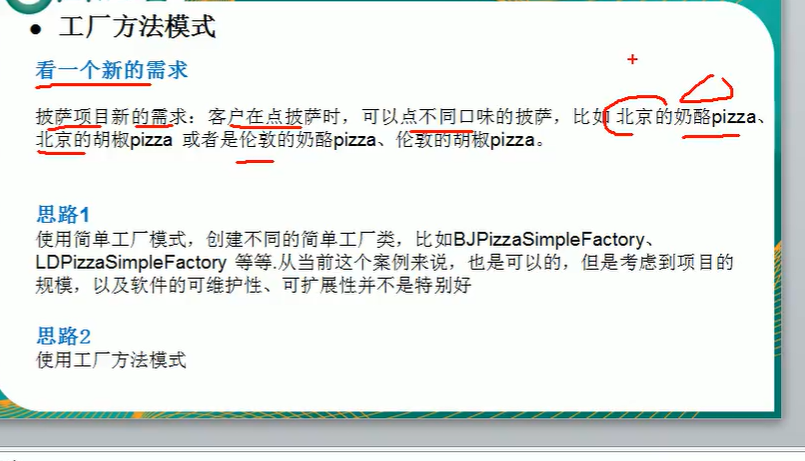 ● 工厂方法模式
看一个新的需求
披萨项目新的需求：客户在点披萨时，可以点不同口味的披萨，比如 北京的奶酪pizza、
北京的胡椒pizza 或者是伦敦的奶酪pizza、伦敦的胡椒pizza。
思路1
使用简单工厂模式，创建不同的简单工厂类，比如BJPizzaSimpleFactory、
LDPizzaSimpleFactory 等等.从当前这个案例来说，也是可以的，但是考虑到项目的
规模，以及软件的可维护性、可扩展性并不是特别好
思路2
使用工厂方法模式